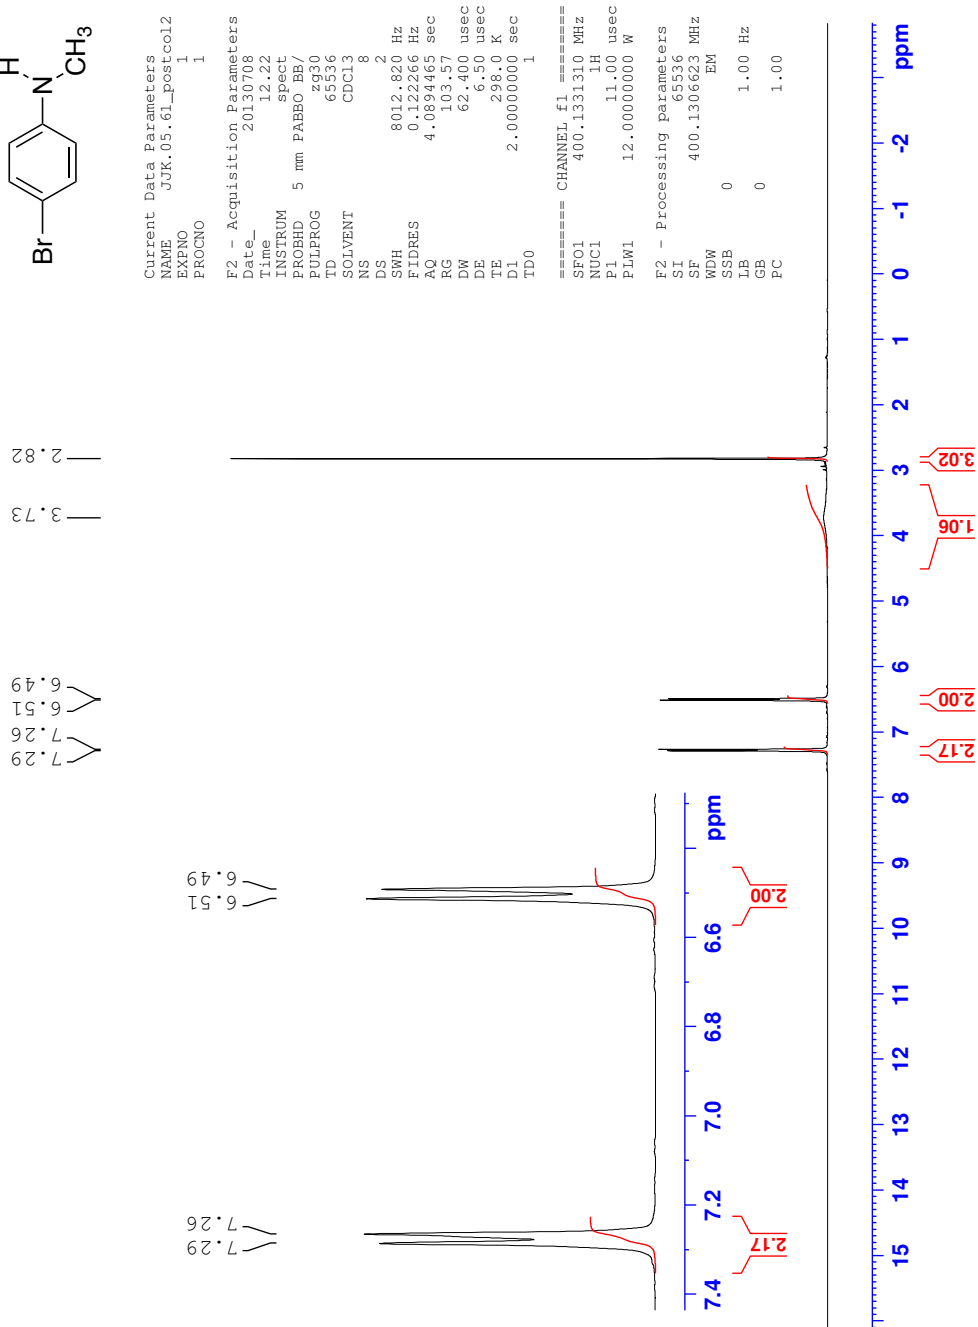 H
N
CH3
Br
Current Data Parameters
NAME JJK.05.61_postcol2
EXPNO 1
PROCNO 1
F2 - Acquisition Parameters
Date_ 20130708
Time 12.22
INSTRUM spect
PROBHD 5 mm PABBO BB/
PULPROG zg30
TD 65536
SOLVENT CDCl3
NS 8
DS 2
SWH 8012.820 Hz
FIDRES 0.122266 Hz
AQ 4.0894465 sec
RG 103.57
DW 62.400 usec
DE 6.50 usec
TE 298.0 K
D1 2.00000000 sec
TD0 1
======== CHANNEL f1 ========
SFO1 400.1331310 MHz
NUC1 1H
P1 11.00 usec
PLW1 12.00000000 W
F2 - Processing parameters
SI 65536
SF 400.1306623 MHz
WDW EM
SSB 0
LB 1.00 Hz
GB 0
PC 1.00
7.29
7.26
6.51
6.49
3.73
2.82
7.29
7.26
6.51
6.49
7.4 7.2 7.0 6.8 6.6 ppm
2.17
2.00
15 14 13 12 11 10 9 8 7 6 5 4 3 2 1 0 -1 -2 ppm
2.17
2.00
1.06
3.02